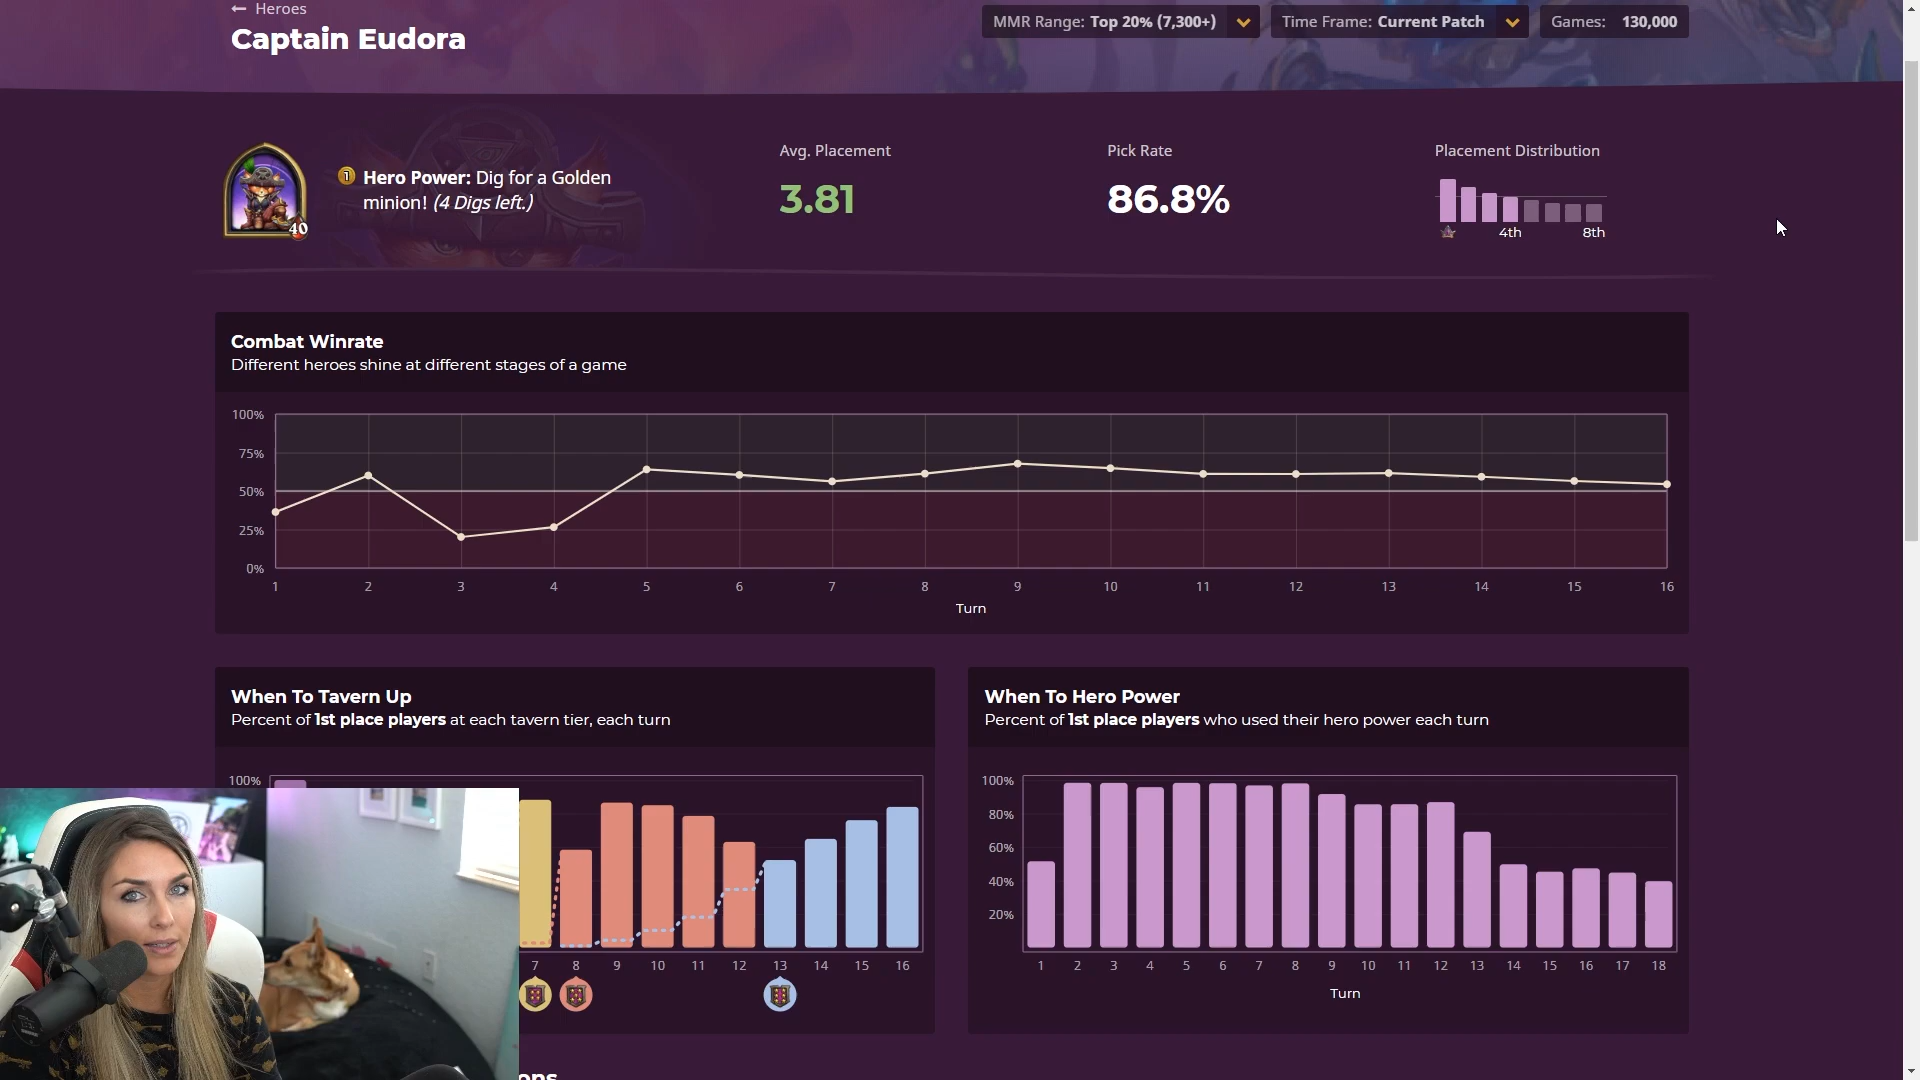 ← Heroes
Captain Eudora
MMR Range: Top 20% (7,300+)
Time Frame: Current Patch
Games: 130,000
1 Hero Power: Dig for a Golden
minion! (4 Digs left.)
40
Avg. Placement
3.81
Pick Rate
86.8%
Placement Distribution
4th 8th
Combat Winrate
Different heroes shine at different stages of a game
100%
75%
50%
25%
0%
1 2 3 4 5 6 7 8 9 10 11 12 13 14 15 16
Turn
When To Tavern Up
Percent of 1st place players at each tavern tier, each turn
100%
7 8 9 10 11 12 13 14 15 16
When To Hero Power
Percent of 1st place players who used their hero power each turn
100%
80%
60%
40%
20%
1 2 3 4 5 6 7 8 9 10 11 12 13 14 15 16 17 18
Turn